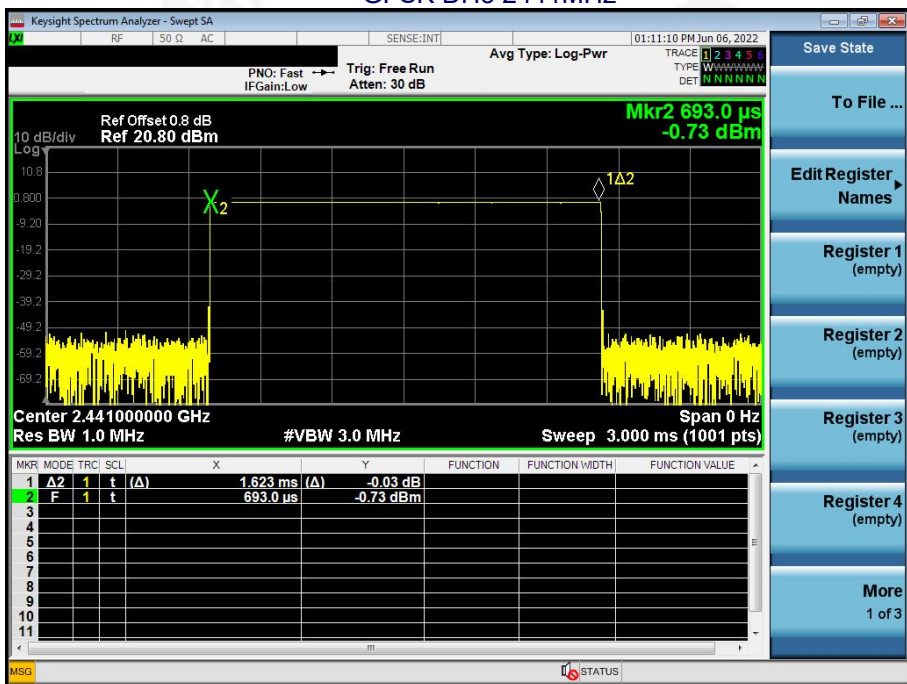 GFSK DH3 2441MHz
Keysight Spectrum Analyzer - Swept SA
LXI RF 50 Ω AC SENSE:INT 01:11:10 PM Jun 06, 2022
Avg Type: Log-Pwr TRACE 1 2 3 4 5 6
TYPE WWWWWW
DET N N N N N N
PNO: Fast Trig: Free Run
IFGain:Low Atten: 30 dB
Ref Offset 0.8 dB
10 dB/div Ref 20.80 dBm
Log
Mkr2 693.0 µs
-0.73 dBm
10.8
0.800
-9.20
-19.2
-29.2
-39.2
-49.2
-59.2
-69.2
1Δ2
X2
Center 2.441000000 GHz Span 0 Hz
Res BW 1.0 MHz #VBW 3.0 MHz Sweep 3.000 ms (1001 pts)
MKR MODE TRC SCL X Y FUNCTION FUNCTION WIDTH FUNCTION VALUE
1 Δ2 1 t (Δ) 1.623 ms (Δ) -0.03 dB
2 F 1 t 693.0 µs -0.73 dBm
3
4
5
6
7
8
9
10
11
MSG STATUS
Save State
To File ...
Edit Register
Names
Register 1
(empty)
Register 2
(empty)
Register 3
(empty)
Register 4
(empty)
More
1 of 3